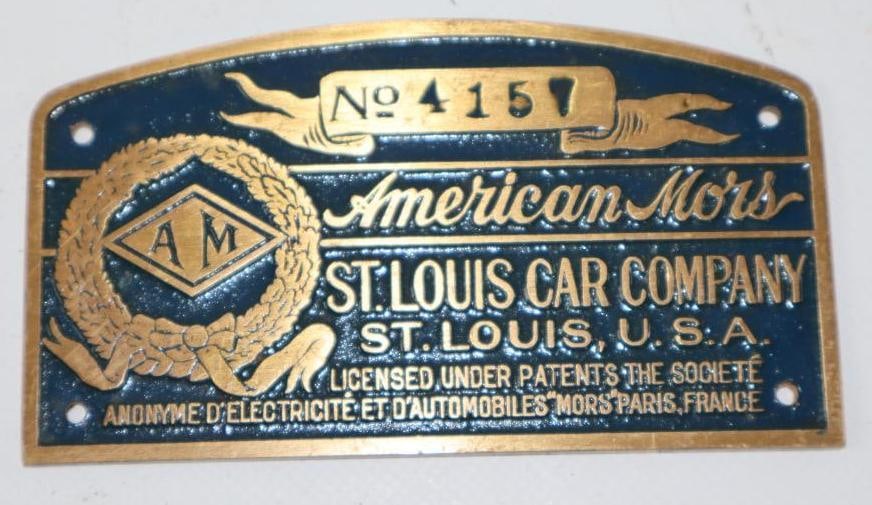 No 4157
American Mors
A M
ST. LOUIS CAR COMPANY
ST. LOUIS, U. S. A.
LICENSED UNDER PATENTS THE SOCIETÉ
ANONYME D'ELECTRICITÉ ET D'AUTOMOBILES "MORS" PARIS, FRANCE